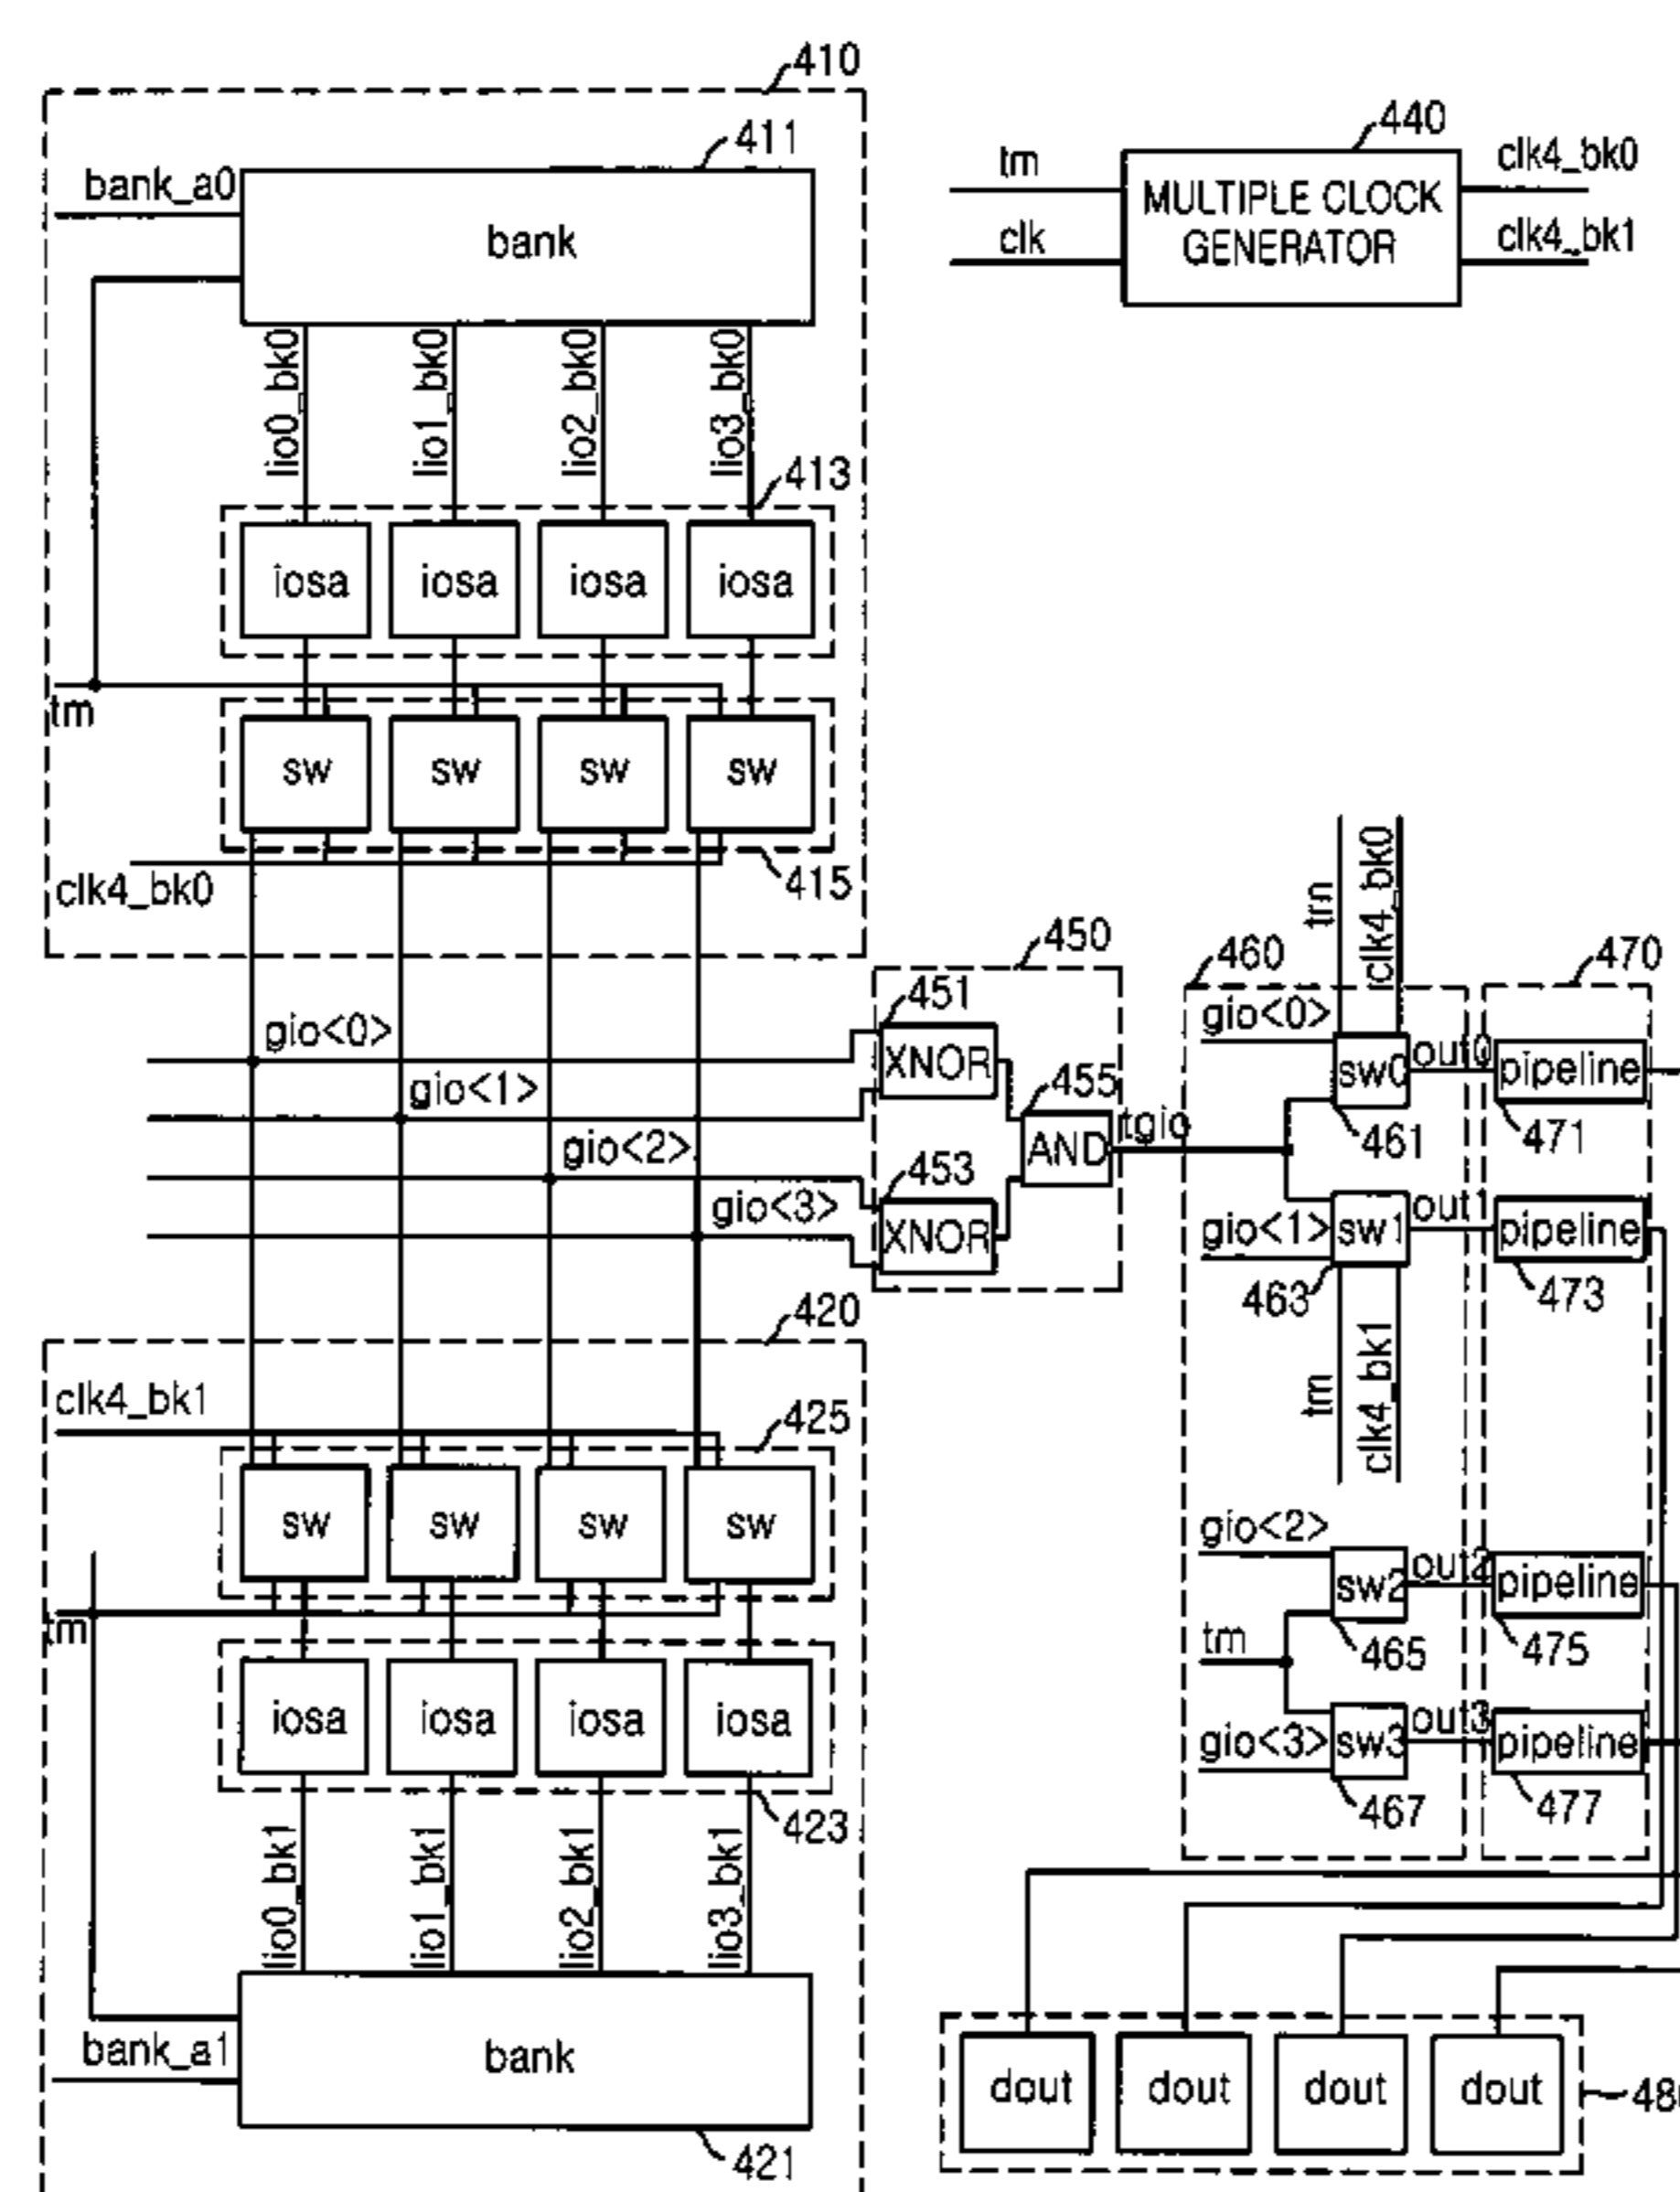 410
411
bank_a0
bank
440
tm
clk
MULTIPLE CLOCK
GENERATOR
clk4_bk0
clk4_bk1
lio0_bk0
lio1_bk0
lio2_bk0
lio3_bk0
413
iosa
iosa
iosa
iosa
tm
sw
sw
sw
sw
415
clk4_bk0
gio<0>
gio<1>
gio<2>
gio<3>
450
451
XNOR
453
XNOR
455
AND
tgio
460
tm
clk4_bk0
gio<0>
sw0
out0
461
gio<1>
sw1
out1
463
tm
clk4_bk1
gio<2>
sw2
out2
465
tm
gio<3>
sw3
out3
467
470
pipeline
471
pipeline
473
pipeline
475
pipeline
477
420
clk4_bk1
425
sw
sw
sw
sw
tm
iosa
iosa
iosa
iosa
423
lio0_bk1
lio1_bk1
lio2_bk1
lio3_bk1
bank_a1
bank
421
dout
dout
dout
dout